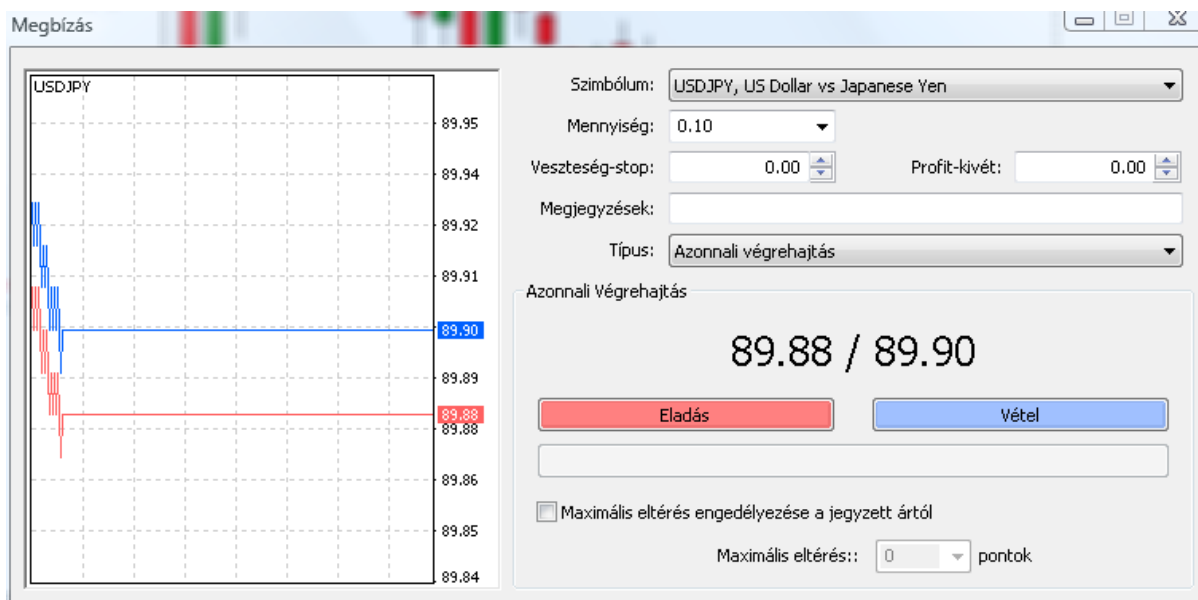 Megbízás
USDJPY
89.95
89.94
89.92
89.91
89.90
89.89
89.88
89.88
89.86
89.85
89.84
Szimbólum: USDJPY, US Dollar vs Japanese Yen
Mennyiség: 0.10
Veszteség-stop: 0.00 Profit-kivét: 0.00
Megjegyzések:
Típus: Azonnali végrehajtás
Azonnali Végrehajtás
89.88 / 89.90
Eladás Vétel
Maximális eltérés engedélyezése a jegyzett ártól
Maximális eltérés:: 0 pontok